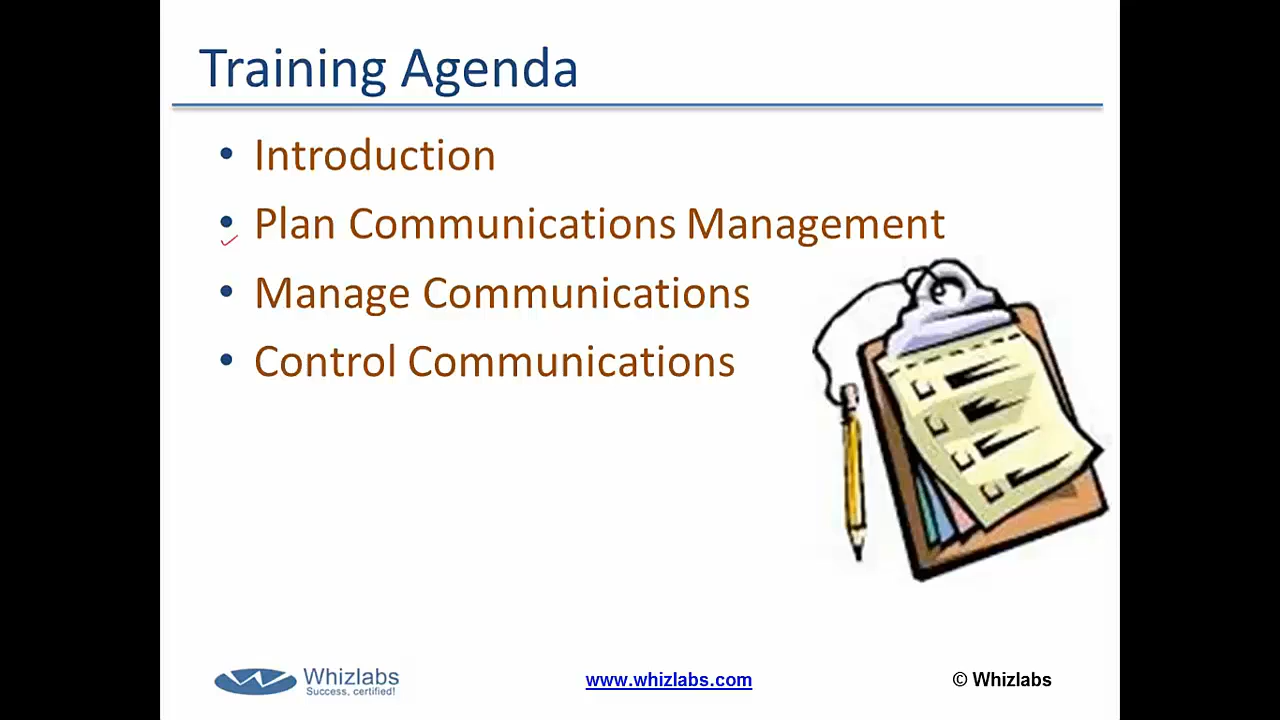 Training Agenda
• Introduction
• Plan Communications Management
• Manage Communications
• Control Communications
Whizlabs
Success, certified!
www.whizlabs.com
© Whizlabs